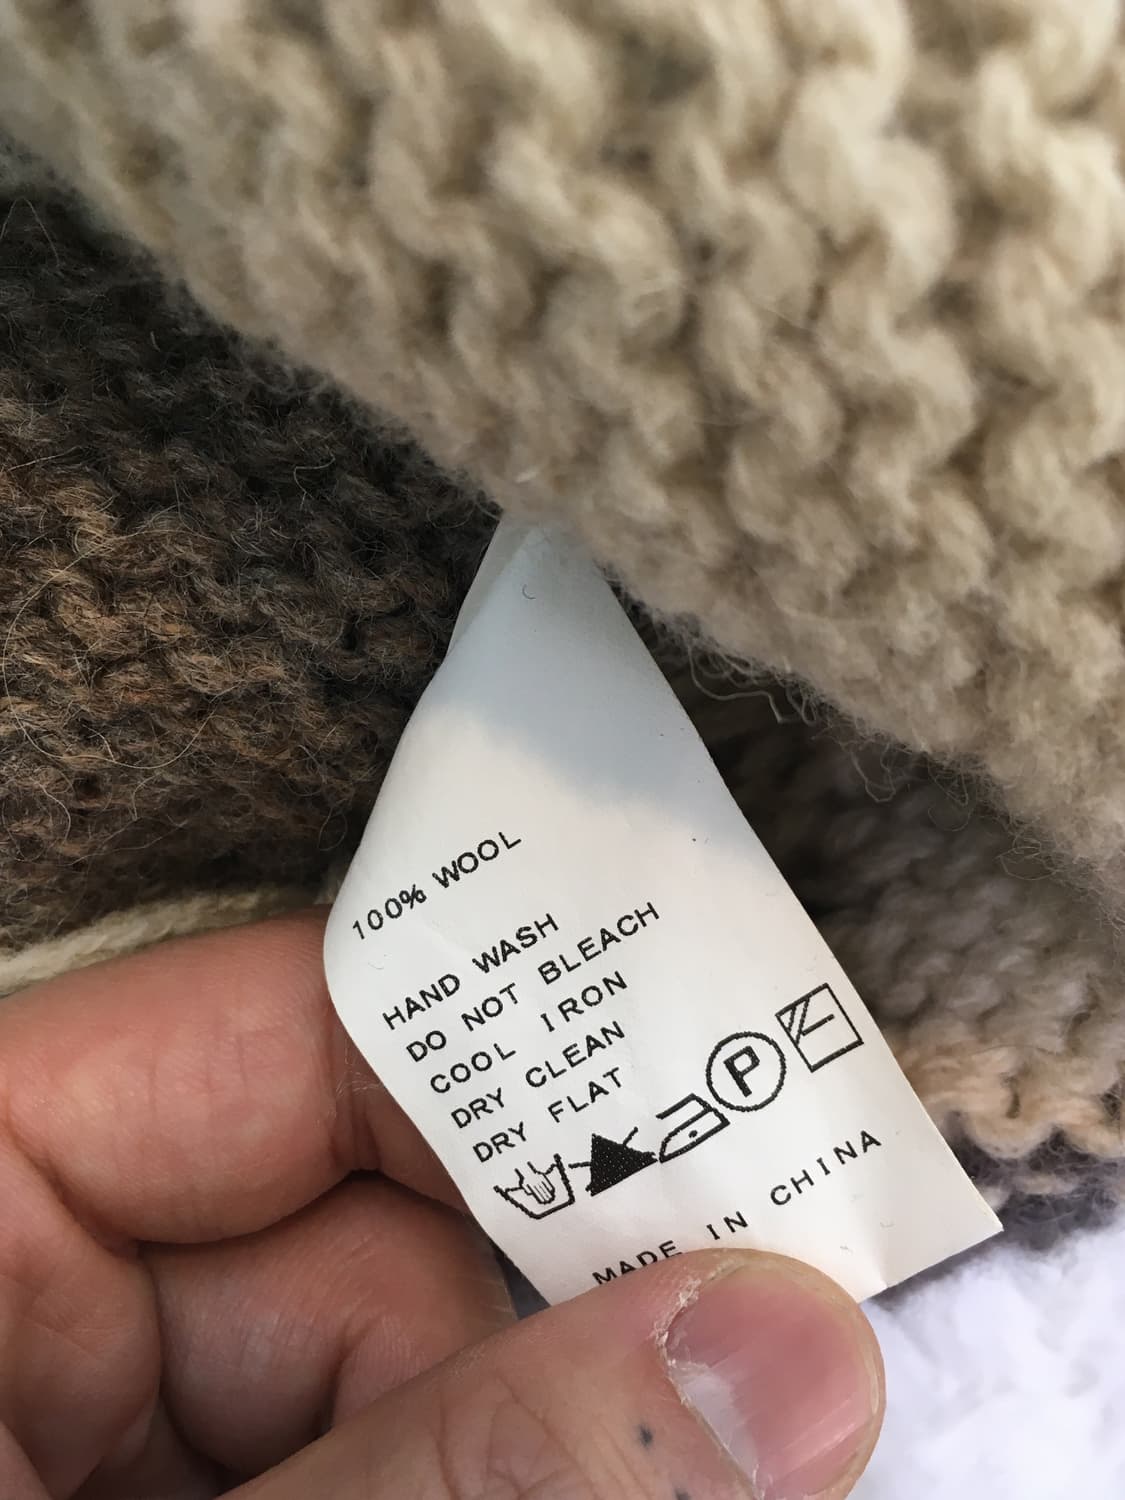 100% WOOL
HAND WASH
DO NOT BLEACH
COOL IRON
DRY CLEAN
DRY FLAT
P
MADE IN CHINA